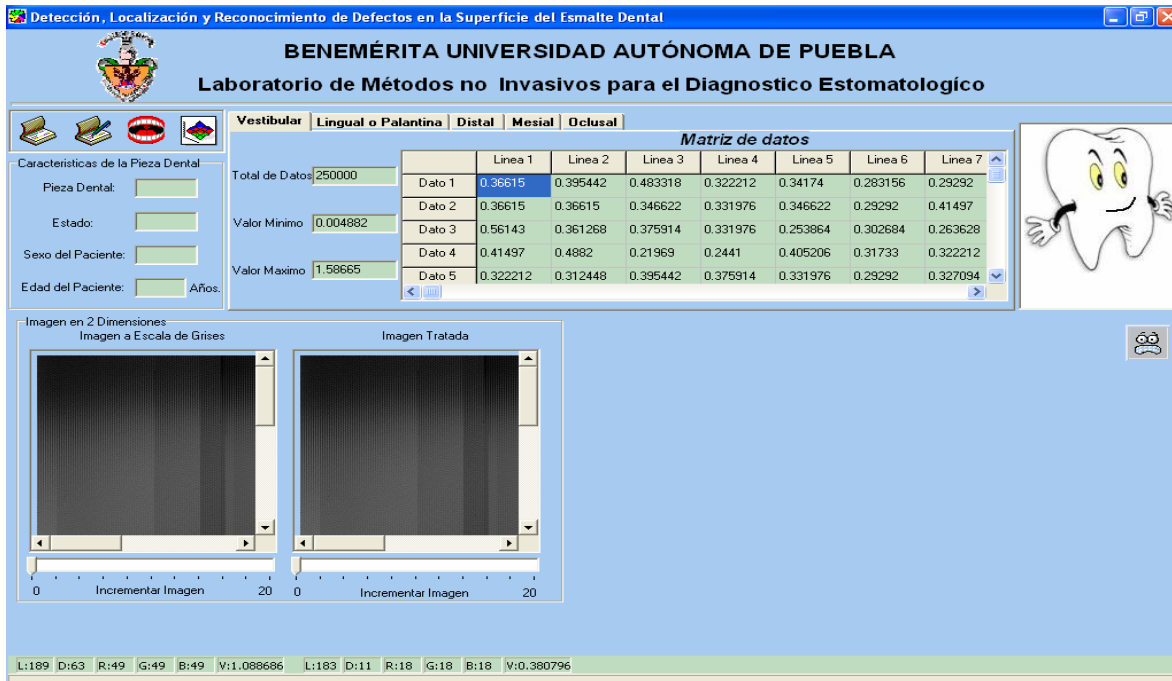 Detección, Localización y Reconocimiento de Defectos en la Superficie del Esmalte Dental
BENEMÉRITA UNIVERSIDAD AUTÓNOMA DE PUEBLA
Laboratorio de Métodos no Invasivos para el Diagnostico Estomatologíco
Vestibular Lingual o Palantina Distal Mesial Oclusal
Matriz de datos
Caracteristicas de la Pieza Dental
Pieza Dental:
Estado:
Sexo del Paciente:
Edad del Paciente: Años.
Total de Datos 250000
Valor Minimo 0.004882
Valor Maximo 1.58665
Linea 1 Linea 2 Linea 3 Linea 4 Linea 5 Linea 6 Linea 7
Dato 1 0.36615 0.395442 0.483318 0.322212 0.34174 0.283156 0.29292
Dato 2 0.36615 0.36615 0.346622 0.331976 0.346622 0.29292 0.41497
Dato 3 0.56143 0.361268 0.375914 0.331976 0.253864 0.302684 0.263628
Dato 4 0.41497 0.4882 0.21969 0.2441 0.405206 0.31733 0.322212
Dato 5 0.322212 0.312448 0.395442 0.375914 0.331976 0.29292 0.327094
Imagen en 2 Dimensiones
Imagen a Escala de Grises Imagen Tratada
0 Incrementar Imagen 20 0 Incrementar Imagen 20
L:189 D:63 R:49 G:49 B:49 V:1.088686 L:183 D:11 R:18 G:18 B:18 V:0.380796